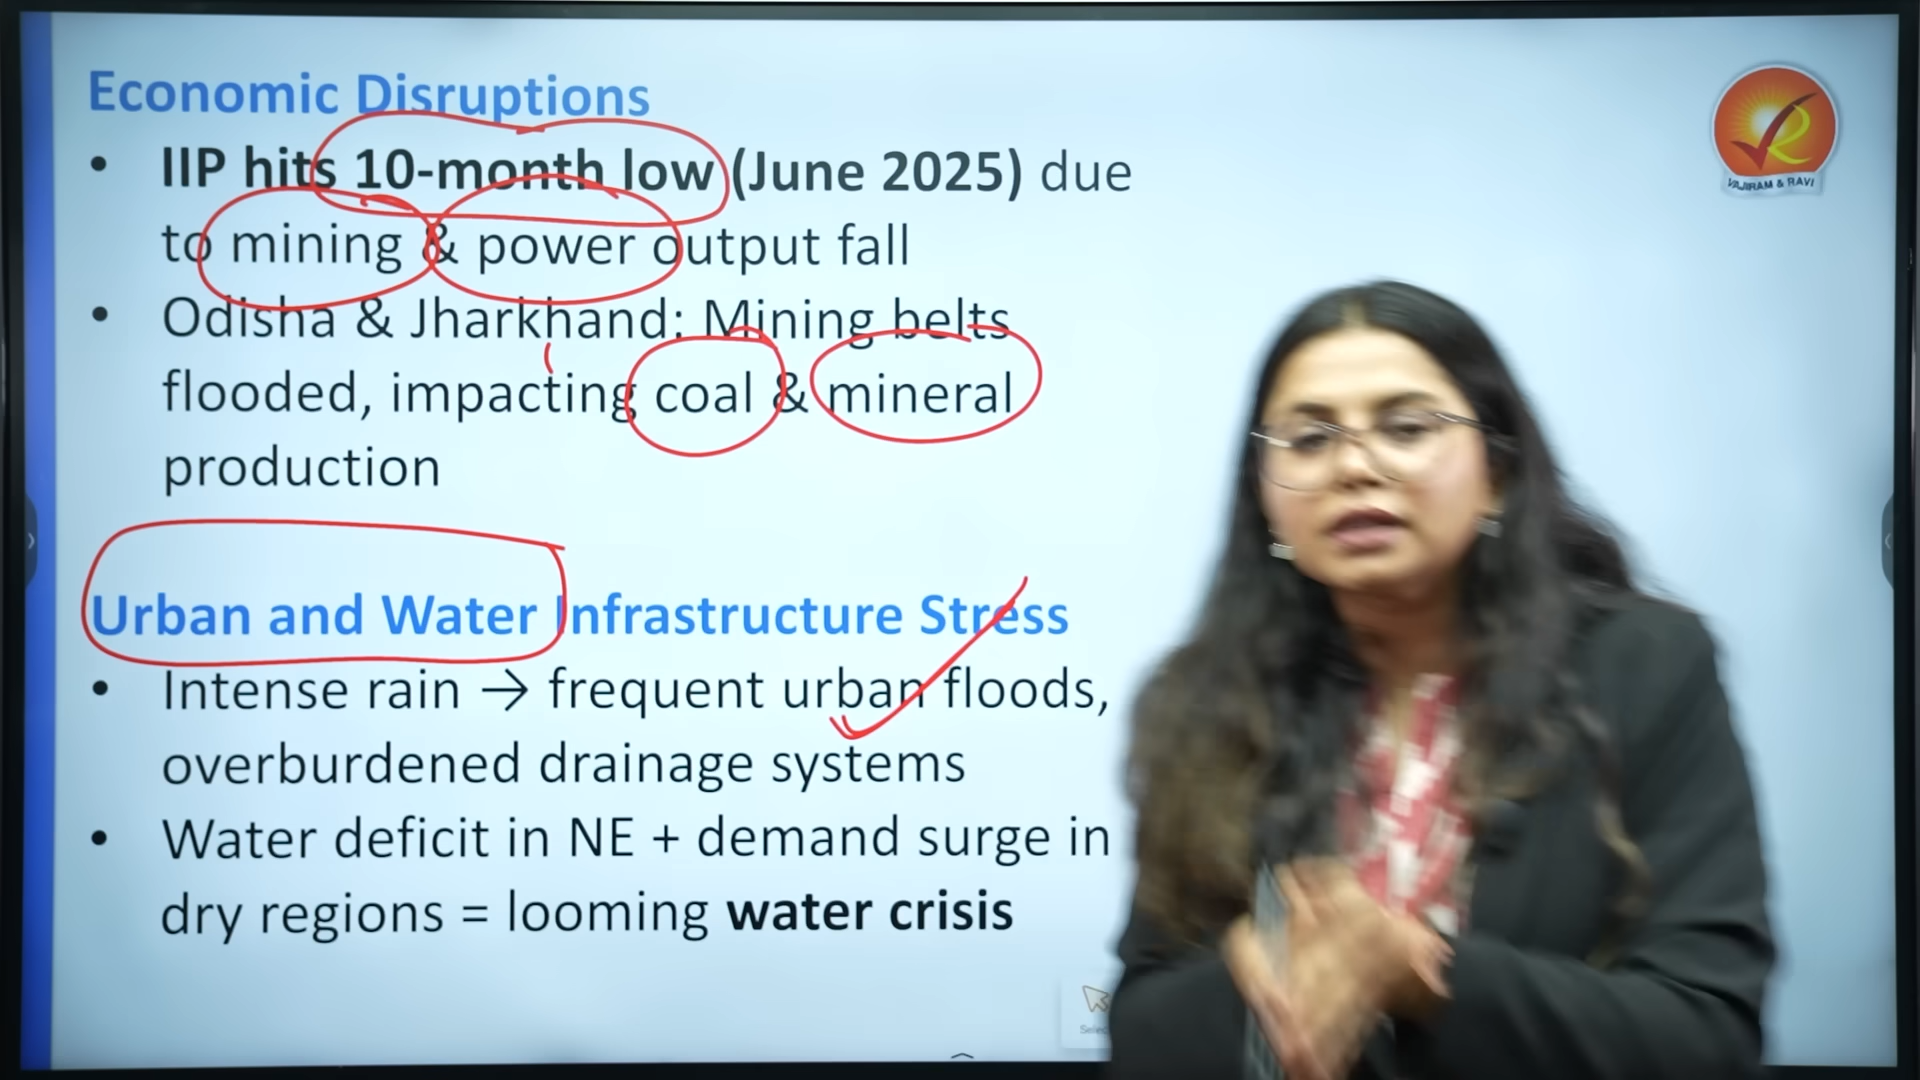 Economic Disruptions
• IIP hits 10-month low (June 2025) due
to mining & power output fall
• Odisha & Jharkhand: Mining belts
flooded, impacting coal & mineral
production
Urban and Water Infrastructure Stress
• Intense rain → frequent urban floods,
overburdened drainage systems
• Water deficit in NE + demand surge in
dry regions = looming water crisis
VAJIRAM & RAVI
Selec